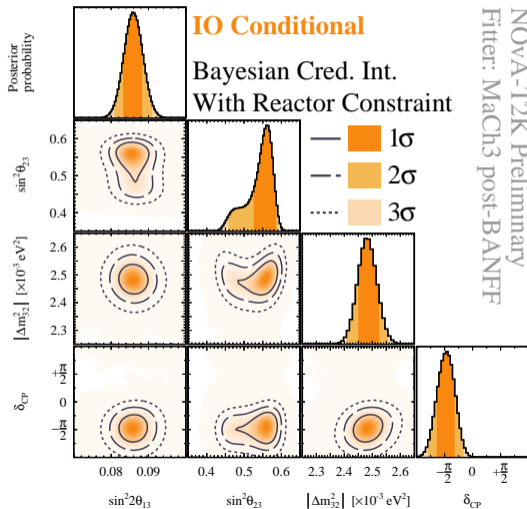 IO Conditional
Bayesian Cred. Int.
With Reactor Constraint
1σ
2σ
3σ
NOvA-T2K Preliminary
Fitter: MaCh3 post-BANFF
Posterior
probability
sin²θ₂₃
0.6
0.5
0.4
|Δm²₃₂| [×10⁻³ eV²]
2.6
2.5
2.4
2.3
δ_CP
+π/2
0
−π/2
0.08 0.09
0.4 0.5 0.6
2.3 2.4 2.5 2.6
−π/2 0 +π/2
sin²2θ₁₃
sin²θ₂₃
|Δm²₃₂| [×10⁻³ eV²]
δ_CP